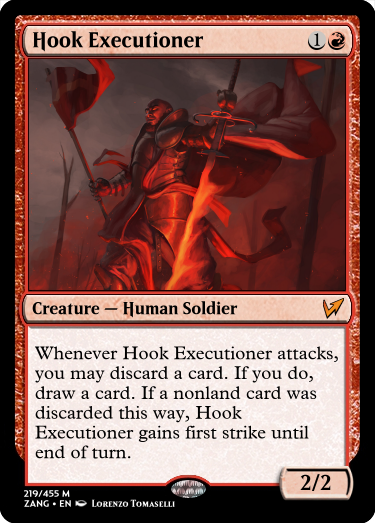 Hook Executioner 1
Creature — Human Soldier
Whenever Hook Executioner attacks,
you may discard a card. If you do,
draw a card. If a nonland card was
discarded this way, Hook
Executioner gains first strike until
end of turn.
2/2
219/455 M
ZANG • EN Lorenzo Tomaselli